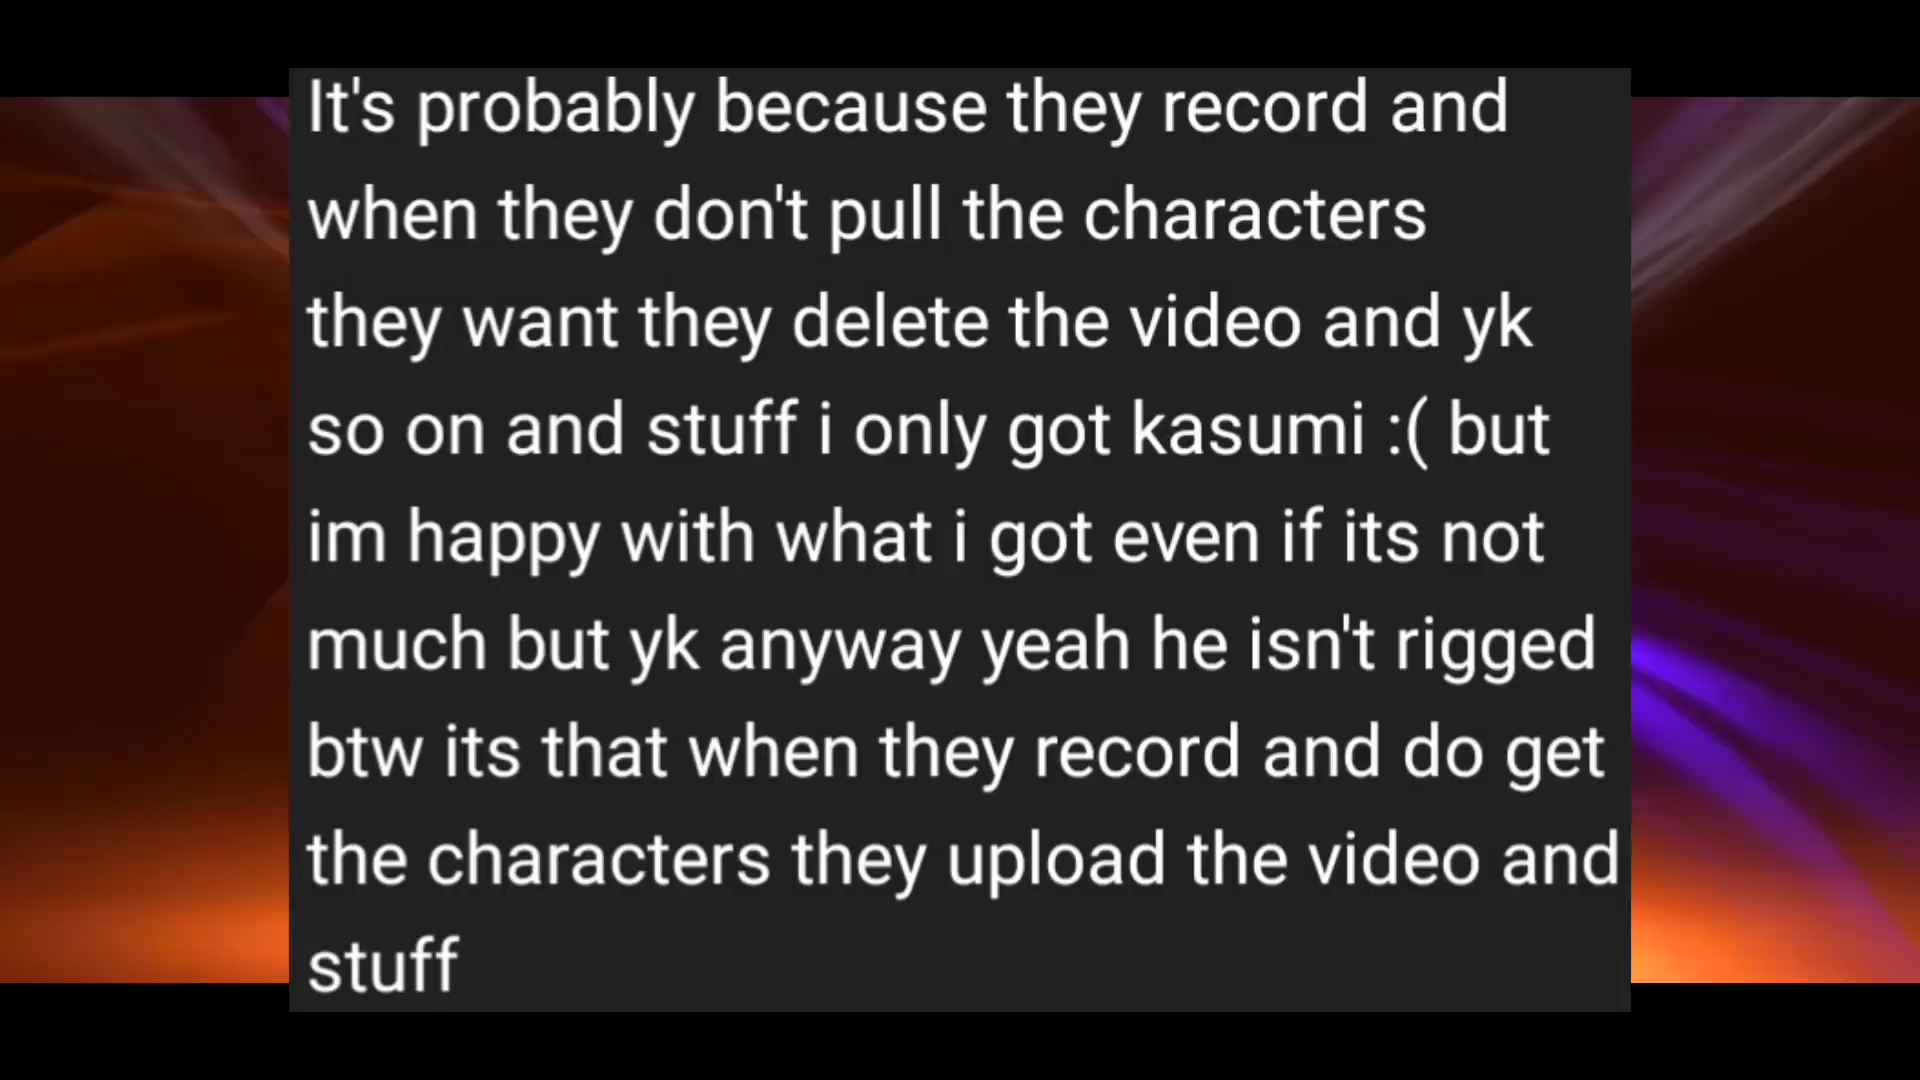 It's probably because they record and
when they don't pull the characters
they want they delete the video and yk
so on and stuff i only got kasumi :( but
im happy with what i got even if its not
much but yk anyway yeah he isn't rigged
btw its that when they record and do get
the characters they upload the video and
stuff